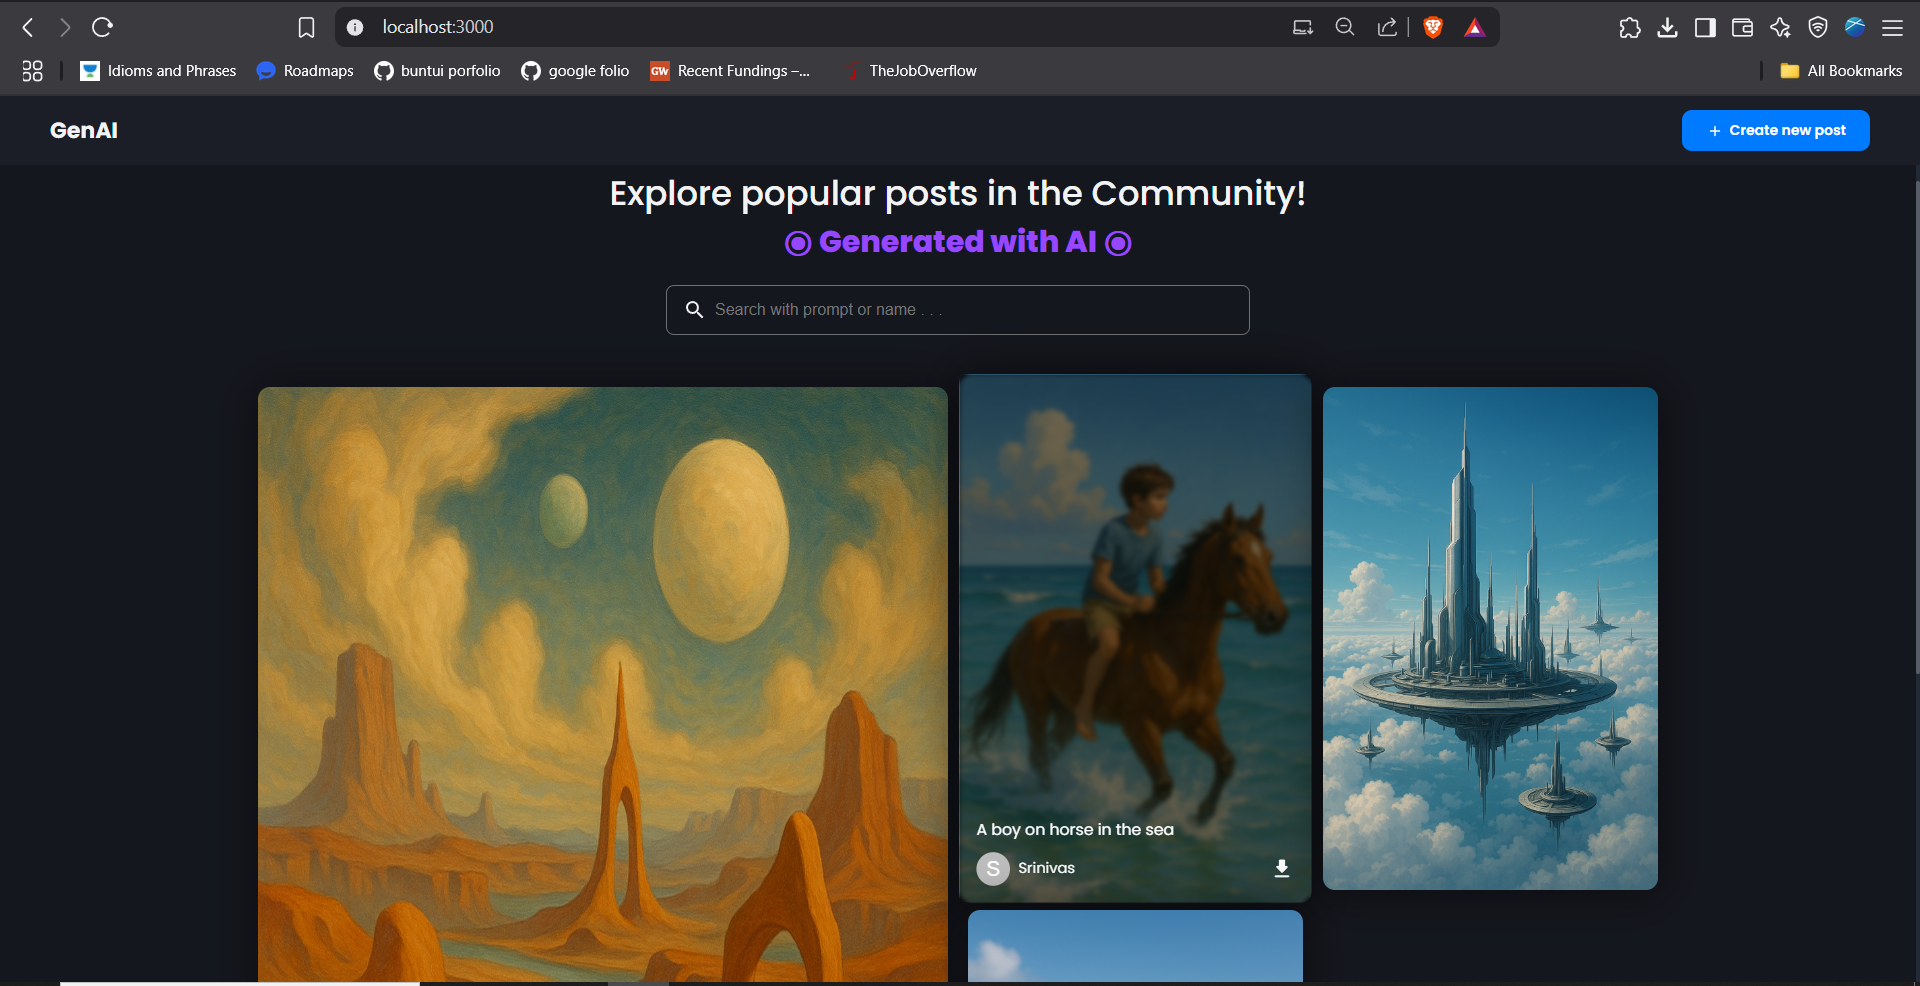 localhost:3000
Idioms and Phrases
Roadmaps
buntui porfolio
google folio
GW
Recent Fundings –...
TheJobOverflow
All Bookmarks
GenAI
+ Create new post
Explore popular posts in the Community!
Generated with AI
Search with prompt or name . . .
A boy on horse in the sea
S
Srinivas